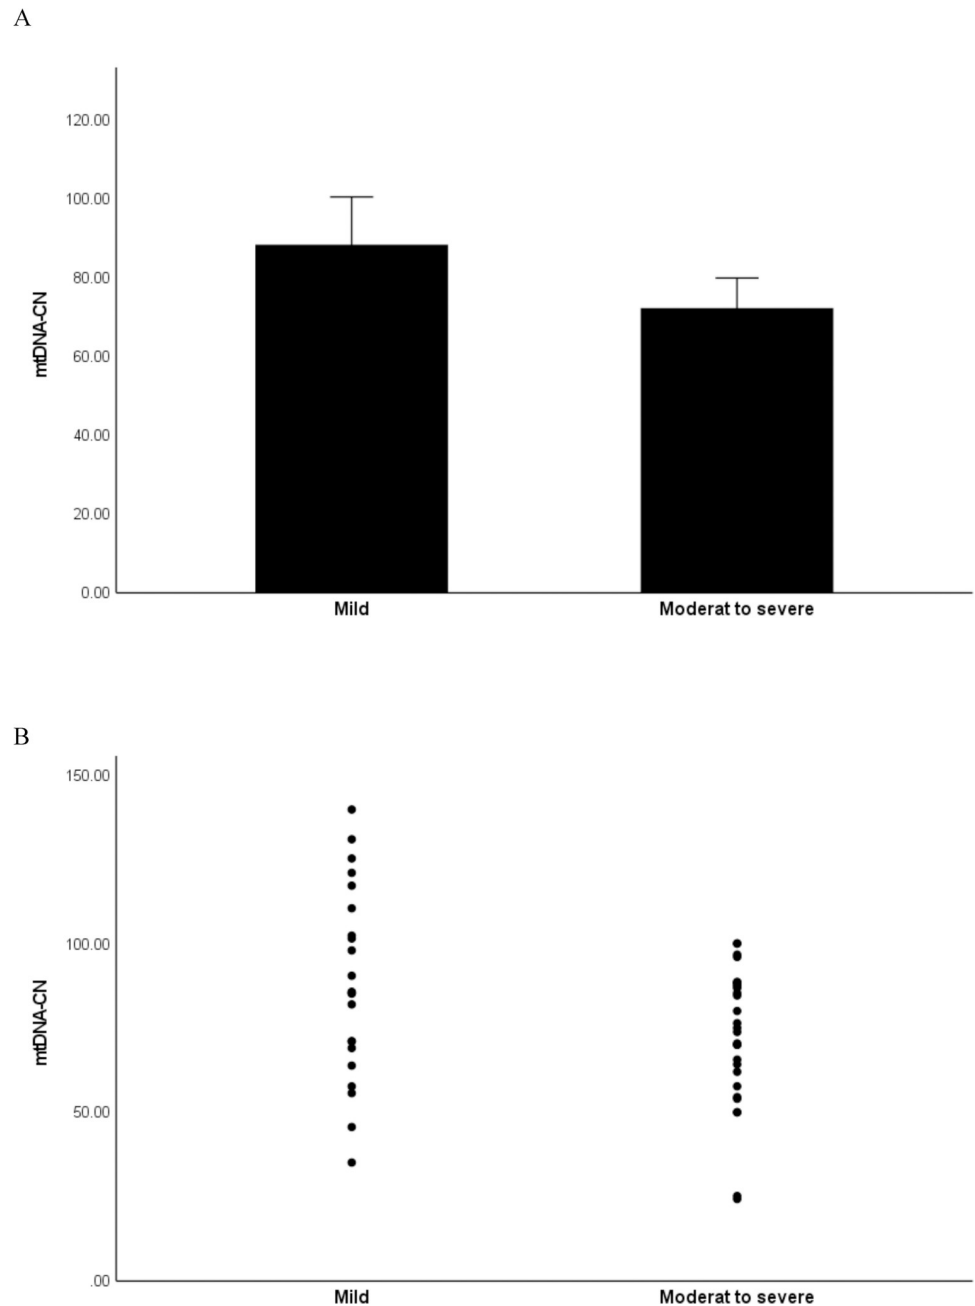 A
120.00
100.00
80.00
60.00
40.00
20.00
0.00
mtDNA-CN
Mild
Moderat to severe
B
150.00
100.00
50.00
.00
mtDNA-CN
Mild
Moderat to severe